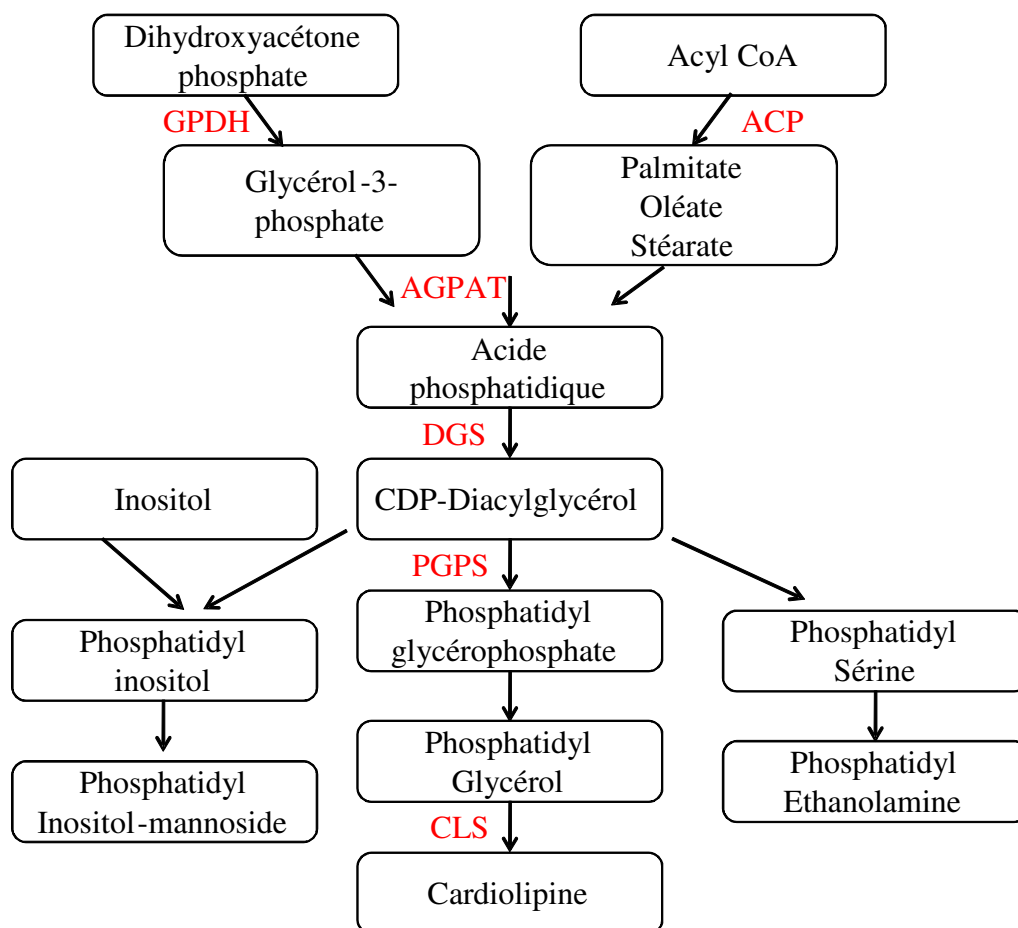 Dihydroxyacétone
phosphate
Acyl CoA
GPDH
ACP
Glycérol-3-
phosphate
Palmitate
Oléate
Stéarate
AGPAT
Acide
phosphatidique
DGS
Inositol
CDP-Diacylglycérol
PGPS
Phosphatidyl
inositol
Phosphatidyl
glycérophosphate
Phosphatidyl
Sérine
Phosphatidyl
Inositol-mannoside
Phosphatidyl
Glycérol
Phosphatidyl
Ethanolamine
CLS
Cardiolipine